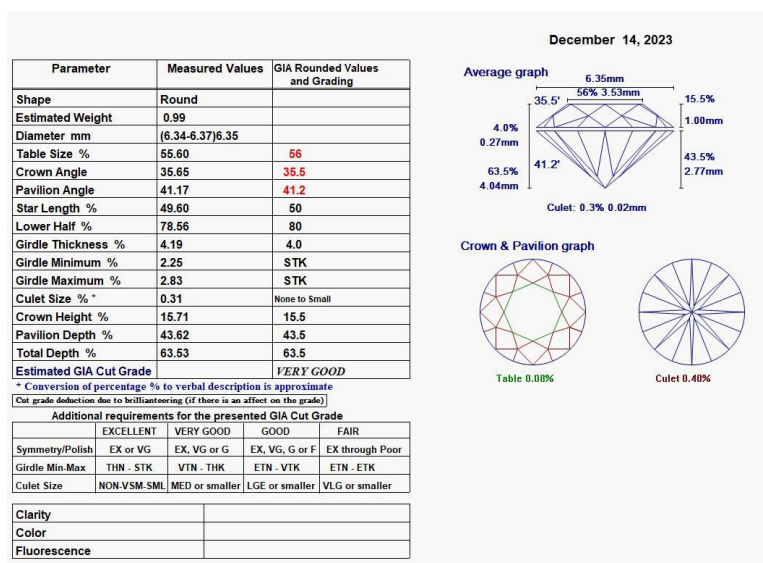 December 14, 2023
Parameter Measured Values GIA Rounded Values and Grading
Shape Round
Estimated Weight 0.99
Diameter mm (6.34-6.37)6.35
Table Size % 55.60 56
Crown Angle 35.65 35.5
Pavilion Angle 41.17 41.2
Star Length % 49.60 50
Lower Half % 78.56 80
Girdle Thickness % 4.19 4.0
Girdle Minimum % 2.25 STK
Girdle Maximum % 2.83 STK
Culet Size % * 0.31 None to Small
Crown Height % 15.71 15.5
Pavilion Depth % 43.62 43.5
Total Depth % 63.53 63.5
Estimated GIA Cut Grade VERY GOOD
* Conversion of percentage % to verbal description is approximate
Cut grade deduction due to brillianteering (if there is an affect on the grade)
Additional requirements for the presented GIA Cut Grade
EXCELLENT VERY GOOD GOOD FAIR
Symmetry/Polish EX or VG EX, VG or G EX, VG, G or F EX through Poor
Girdle Min-Max THN - STK VTN - THK ETN - VTK ETN - ETK
Culet Size NON-VSM-SML MED or smaller LGE or smaller VLG or smaller
Clarity
Color
Fluorescence
Average graph
6.35mm
56% 3.53mm
35.5'
15.5%
1.00mm
4.0%
0.27mm
41.2'
43.5%
2.77mm
63.5%
4.04mm
Culet: 0.3% 0.02mm
Crown & Pavilion graph
Table 0.08%
Culet 0.40%